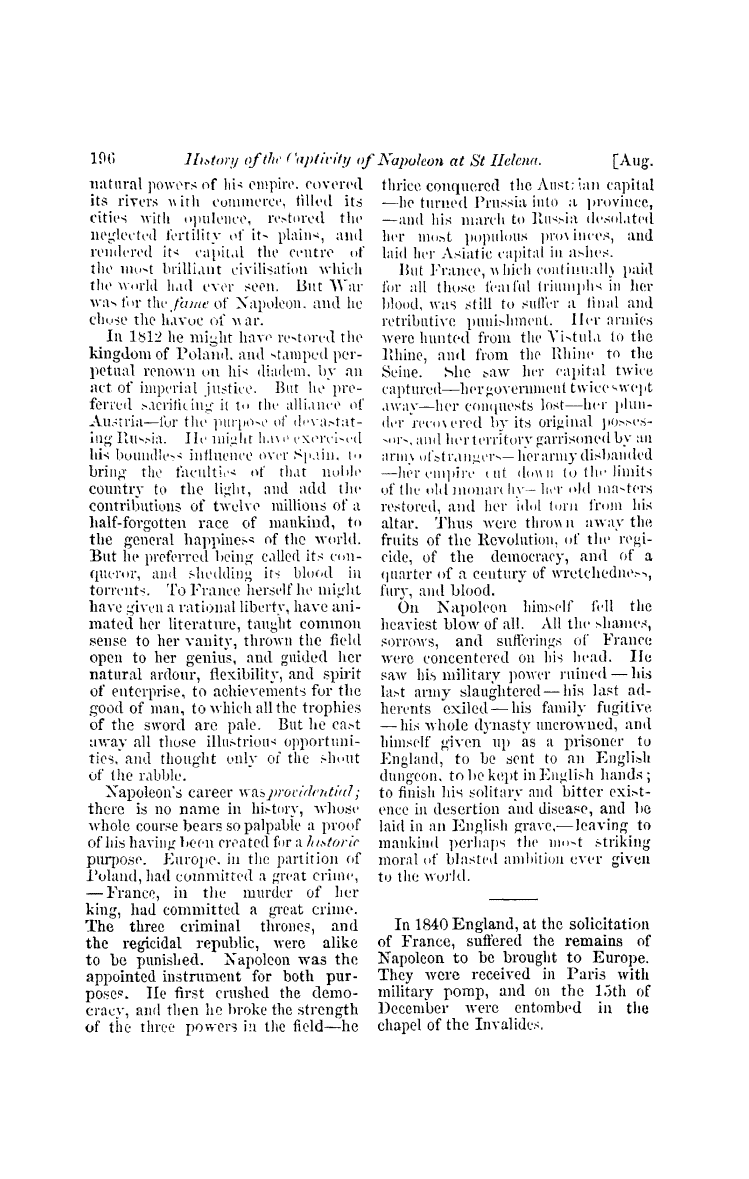 196 History of the Captivity of Napoleon at St Helena. [Aug.
natural powers of his empire, covered
its rivers with commerce, filled its
cities with opulence, restored the
neglected fertility of its plains, and
rendered its capital the centre of
the most brilliant civilisation which
the world had ever seen. But War
was for the fame of Napoleon, and he
chose the havoc of war.
In 1812 he might have restored the
kingdom of Poland, and stamped per-
petual renown on his diadem, by an
act of imperial justice. But he pre-
ferred sacrificing it to the alliance of
Austria—for the purpose of devastat-
ing Russia. He might have exercised
his boundless influence over Spain, to
bring the faculties of that noble
country to the light, and add the
contributions of twelve millions of a
half-forgotten race of mankind, to
the general happiness of the world.
But he preferred being called its con-
queror, and shedding its blood in
torrents. To France herself he might
have given a rational liberty, have ani-
mated her literature, taught common
sense to her vanity, thrown the field
open to her genius, and guided her
natural ardour, flexibility, and spirit
of enterprise, to achievements for the
good of man, to which all the trophies
of the sword are pale. But he cast
away all those illustrious opportuni-
ties, and thought only of the shout
of the rabble.
Napoleon's career was providential;
there is no name in history, whose
whole course bears so palpable a proof
of his having been created for a historic
purpose. Europe, in the partition of
Poland, had committed a great crime,
—France, in the murder of her
king, had committed a great crime.
The three criminal thrones, and
the regicidal republic, were alike
to be punished. Napoleon was the
appointed instrument for both pur-
poses. He first crushed the demo-
cracy, and then he broke the strength
of the three powers in the field—he
thrice conquered the Austrian capital
—he turned Prussia into a province,
—and his march to Russia desolated
her most populous provinces, and
laid her Asiatic capital in ashes.
But France, which continually paid
for all those fearful triumphs in her
blood, was still to suffer a final and
retributive punishment. Her armies
were hunted from the Vistula to the
Rhine, and from the Rhine to the
Seine. She saw her capital twice
captured—her government twice swept
away—her conquests lost—her plun-
der recovered by its original posses-
sors, and her territory garrisoned by an
army of strangers—her army disbanded
—her empire cut down to the limits
of the old monarchy—her old masters
restored, and her idol torn from his
altar. Thus were thrown away the
fruits of the Revolution, of the regi-
cide, of the democracy, and of a
quarter of a century of wretchedness,
fury, and blood.
On Napoleon himself fell the
heaviest blow of all. All the shames,
sorrows, and sufferings of France
were concentered on his head. He
saw his military power ruined—his
last army slaughtered—his last ad-
herents exiled—his family fugitive
—his whole dynasty uncrowned, and
himself given up as a prisoner to
England, to be sent to an English
dungeon, to be kept in English hands;
to finish his solitary and bitter exist-
ence in desertion and disease, and be
laid in an English grave,—leaving to
mankind perhaps the most striking
moral of blasted ambition ever given
to the world.
In 1840 England, at the solicitation
of France, suffered the remains of
Napoleon to be brought to Europe.
They were received in Paris with
military pomp, and on the 15th of
December were entombed in the
chapel of the Invalides.